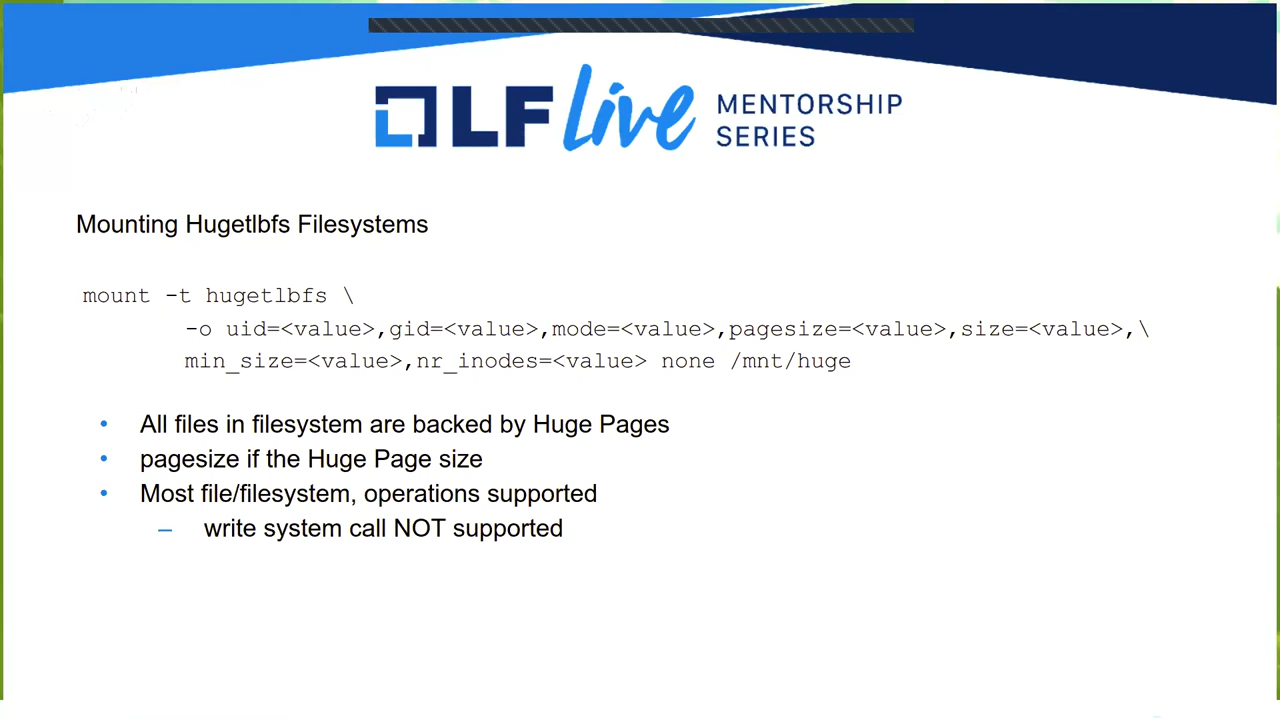 LF Live MENTORSHIP
SERIES
Mounting Hugetlbfs Filesystems
mount -t hugetlbfs \
-o uid=<value>,gid=<value>,mode=<value>,pagesize=<value>,size=<value>,\
min_size=<value>,nr_inodes=<value> none /mnt/huge
• All files in filesystem are backed by Huge Pages
• pagesize if the Huge Page size
• Most file/filesystem, operations supported
– write system call NOT supported